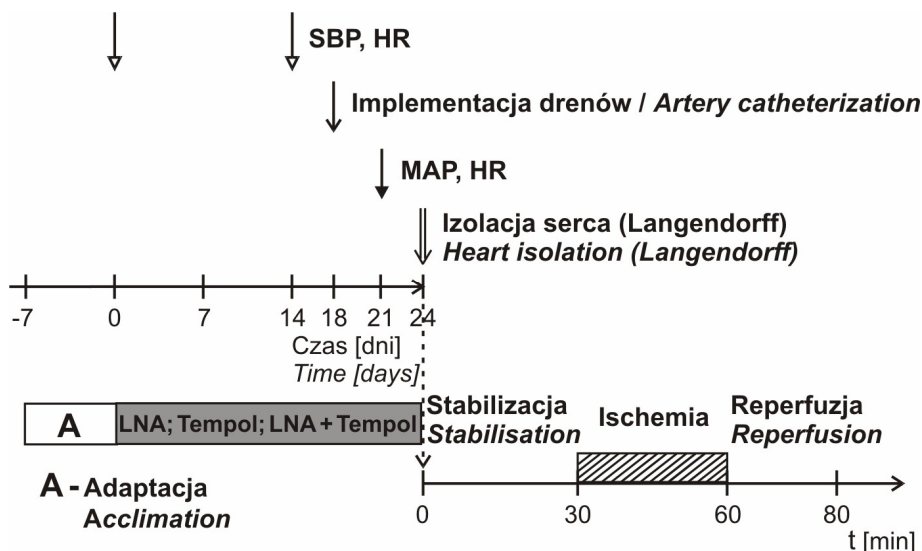 SBP, HR
Implementacja drenów / Artery catheterization
MAP, HR
Izolacja serca (Langendorff)
Heart isolation (Langendorff)
-7 0 7 14 18 21 24
Czas [dni]
Time [days]
A LNA; Tempol; LNA + Tempol
Stabilizacja
Stabilisation
Ischemia
Reperfuzja
Reperfusion
A - Adaptacja
Acclimation
0 30 60 80
t [min]